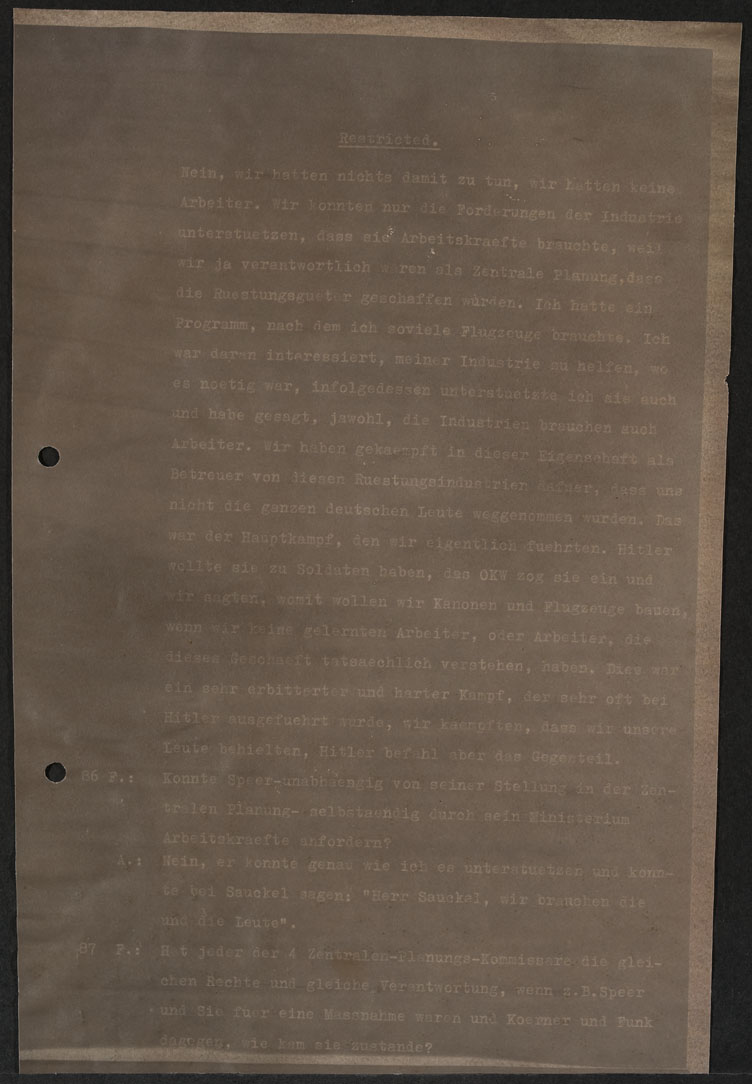 Restricted.
Nein, wir hatten nichts damit zu tun, wir hatten keine
Arbeiter. Wir konnten nur die Forderungen der Industrie
unterstuetzen, dass sie Arbeitskraefte brauchte, weil
wir ja verantwortlich waren als Zentrale Planung,dass
die Ruestungsgueter geschaffen wurden. Ich hatte ein
Programm, nach dem ich soviele Flugzeuge brauchte. Ich
war daran interessiert, meiner Industrie zu helfen, wo
es noetig war, infolgedessen unterstuetzte ich sie auch
und habe gesagt, jawohl, die Industrien brauchen auch
Arbeiter. Wir haben gekaempft in dieser Eigenschaft als
Betreuer von diesen Ruestungsindustrien dafuer, dass uns
nicht die ganzen deutschen Leute weggenommen wurden. Das
war der Hauptkampf, den wir eigentlich fuehrten. Hitler
wollte sie zu Soldaten haben, das OKW zog sie ein und
wir sagten, womit wollen wir Kanonen und Flugzeuge bauen,
wenn wir keine gelernten Arbeiter, oder Arbeiter, die
dieses Geschaeft tatsaechlich verstehen, haben. Dies war
ein sehr erbitterter und harter Kampf, der sehr oft bei
Hitler ausgefuehrt wurde, wir kaempften, dass wir unsere
Leute behielten, Hitler befahl aber das Gegenteil.
86 F.: Konnte Speer-unabhaengig von seiner Stellung in der Zen-
tralen Planung- selbstaendig durch sein Ministerium
Arbeitskraefte anfordern?
A.: Nein, er konnte genau wie ich es unterstuetzen und konn-
te bei Sauckel sagen: "Herr Sauckel, wir brauchen die
und die Leute".
87 F.: Hat jeder der 4 Zentralen-Planungs-Kommissare die glei-
chen Rechte und gleiche Verantwortung, wenn z.B.Speer
und Sie fuer eine Massnahme waren und Koerner und Funk
dagegen, wie kam sie zustande?